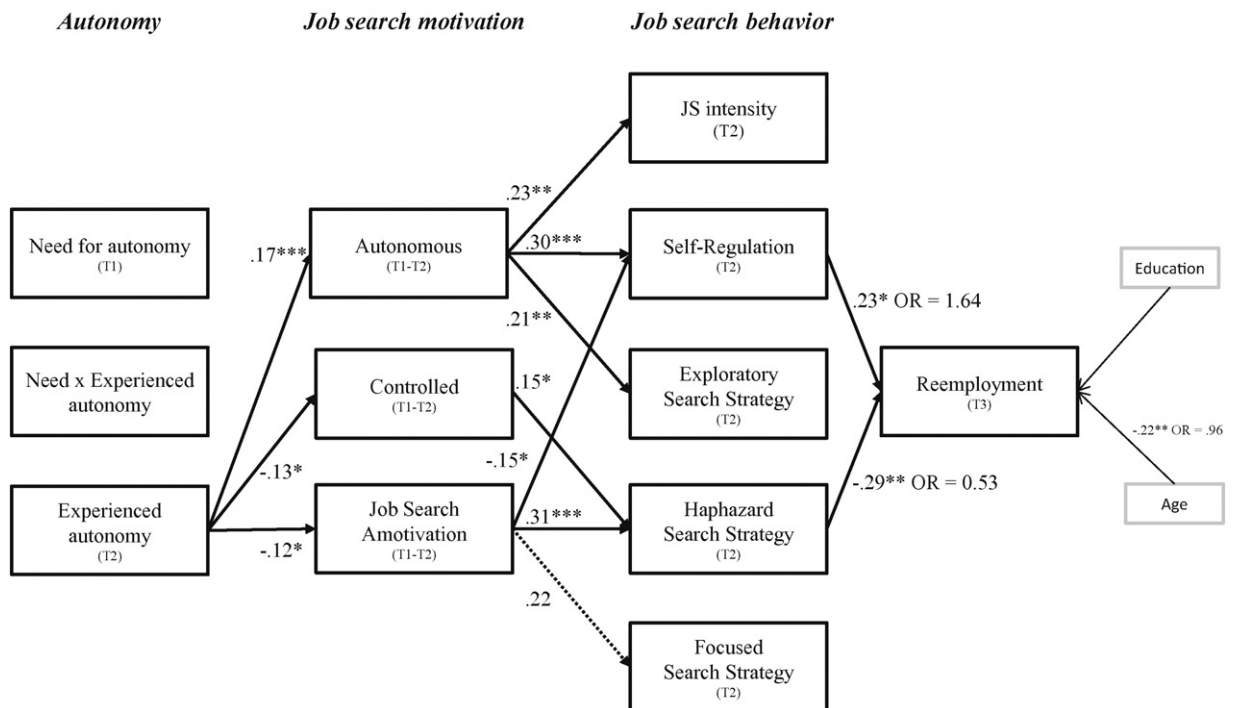 Autonomy
Job search motivation
Job search behavior
JS intensity
(T2)
.23**
Need for autonomy
(T1)
.17***
Autonomous
(T1-T2)
.30***
Self-Regulation
(T2)
Education
.23* OR = 1.64
.21**
Need x Experienced
autonomy
Controlled
(T1-T2)
.15*
Exploratory
Search Strategy
(T2)
Reemployment
(T3)
-.22** OR = .96
-.13*
-.15*
-.29** OR = 0.53
Experienced
autonomy
(T2)
-.12*
Job Search
Amotivation
(T1-T2)
.31***
Haphazard
Search Strategy
(T2)
Age
.22
Focused
Search Strategy
(T2)